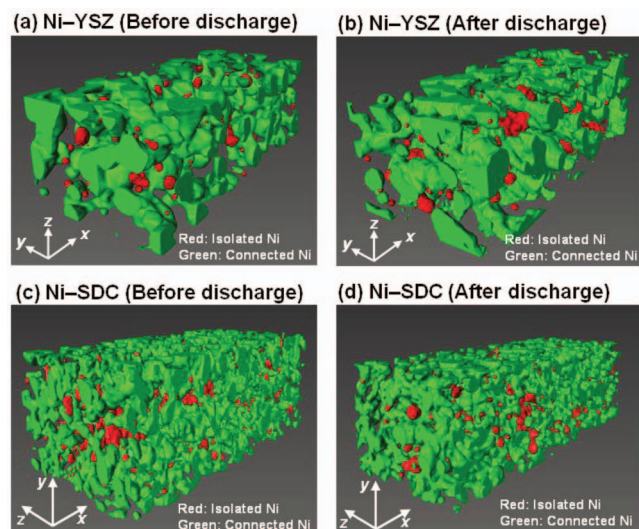 (a) Ni–YSZ (Before discharge)
(b) Ni–YSZ (After discharge)
z
y
x
Red: Isolated Ni
Green: Connected Ni
z
y
x
Red: Isolated Ni
Green: Connected Ni
(c) Ni–SDC (Before discharge)
(d) Ni–SDC (After discharge)
y
z
x
Red: Isolated Ni
Green: Connected Ni
y
z
x
Red: Isolated Ni
Green: Connected Ni